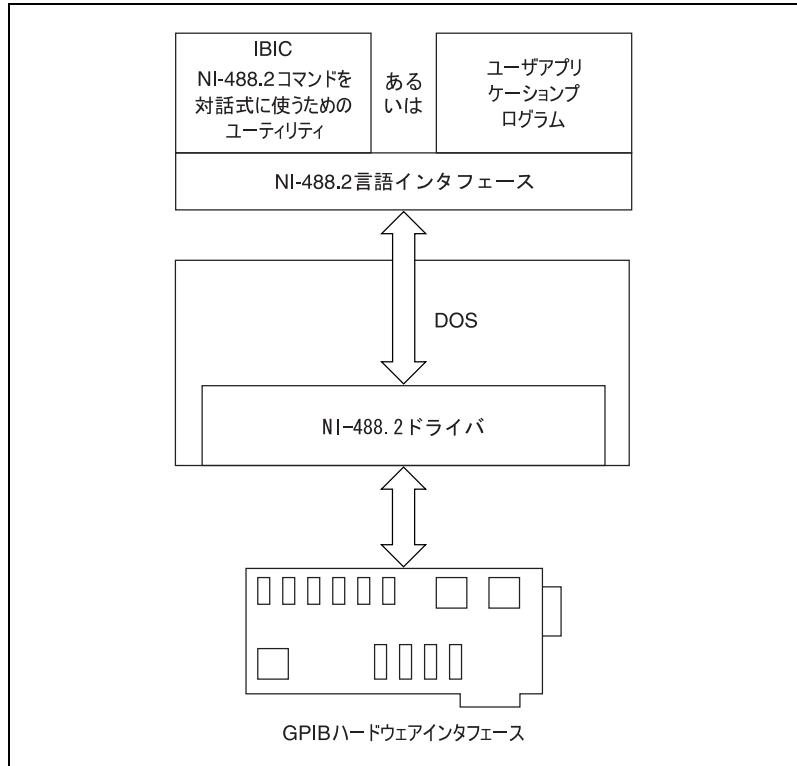 IBIC
NI-488.2コマンドを
対話式に使うための
ユーティリティ
ある
いは
ユーザアプリ
ケーションプ
ログラム
NI-488.2言語インタフェース
DOS
NI-488.2ドライバ
GPIBハードウェアインタフェース